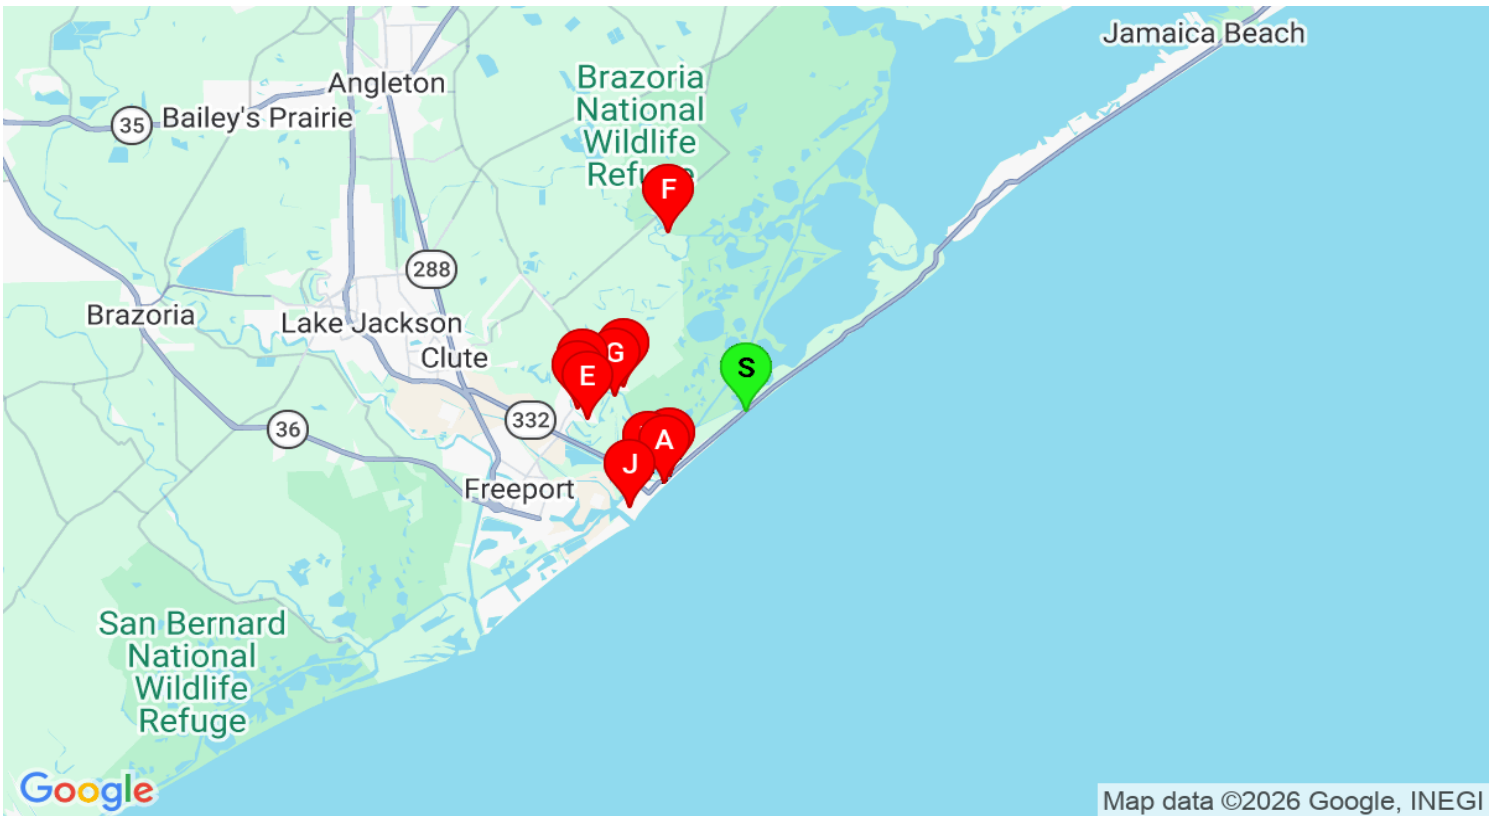 Jamaica Beach
Angleton
Brazoria
National
Wildlife
Refuge
35
Bailey's Prairie
F
288
Brazoria
Lake Jackson
Clute
G
E
S
332
36
A
J
Freeport
San Bernard
National
Wildlife
Refuge
Google
Map data ©2026 Google, INEGI